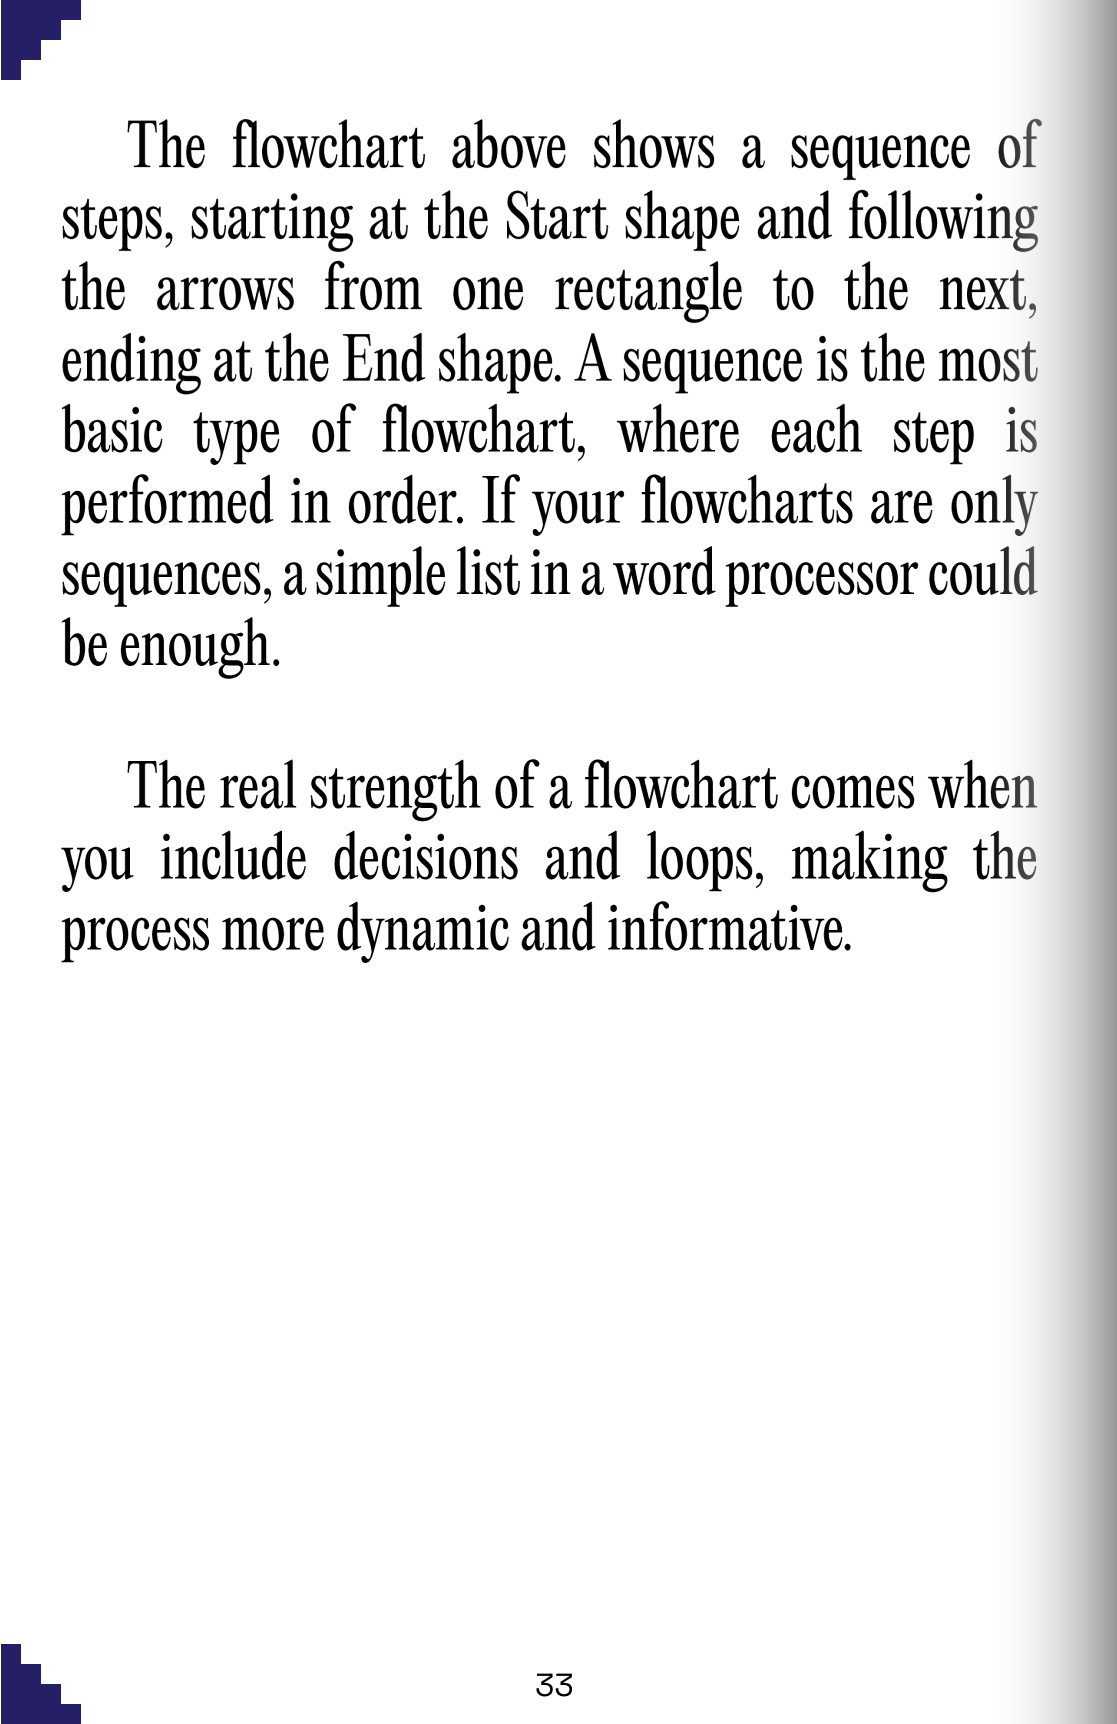 The flowchart above shows a sequence of
steps, starting at the Start shape and following
the arrows from one rectangle to the next,
ending at the End shape. A sequence is the most
basic type of flowchart, where each step is
performed in order. If your flowcharts are only
sequences, a simple list in a word processor could
be enough.
The real strength of a flowchart comes when
you include decisions and loops, making the
process more dynamic and informative.
33